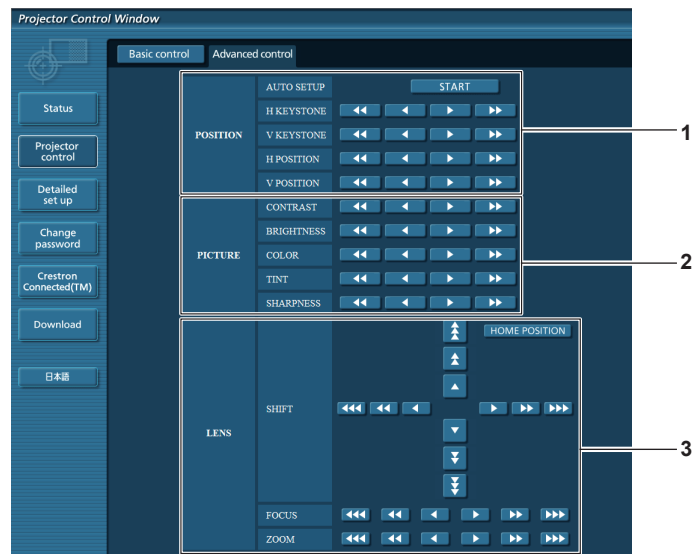 Projector Control Window
Basic control
Advanced control
Status
Projector
control
Detailed
set up
Change
password
Crestron
Connected(TM)
Download
日本語
POSITION
AUTO SETUP
START
H KEYSTONE
V KEYSTONE
H POSITION
V POSITION
PICTURE
CONTRAST
BRIGHTNESS
COLOR
TINT
SHARPNESS
LENS
SHIFT
HOME POSITION
FOCUS
ZOOM
1
2
3